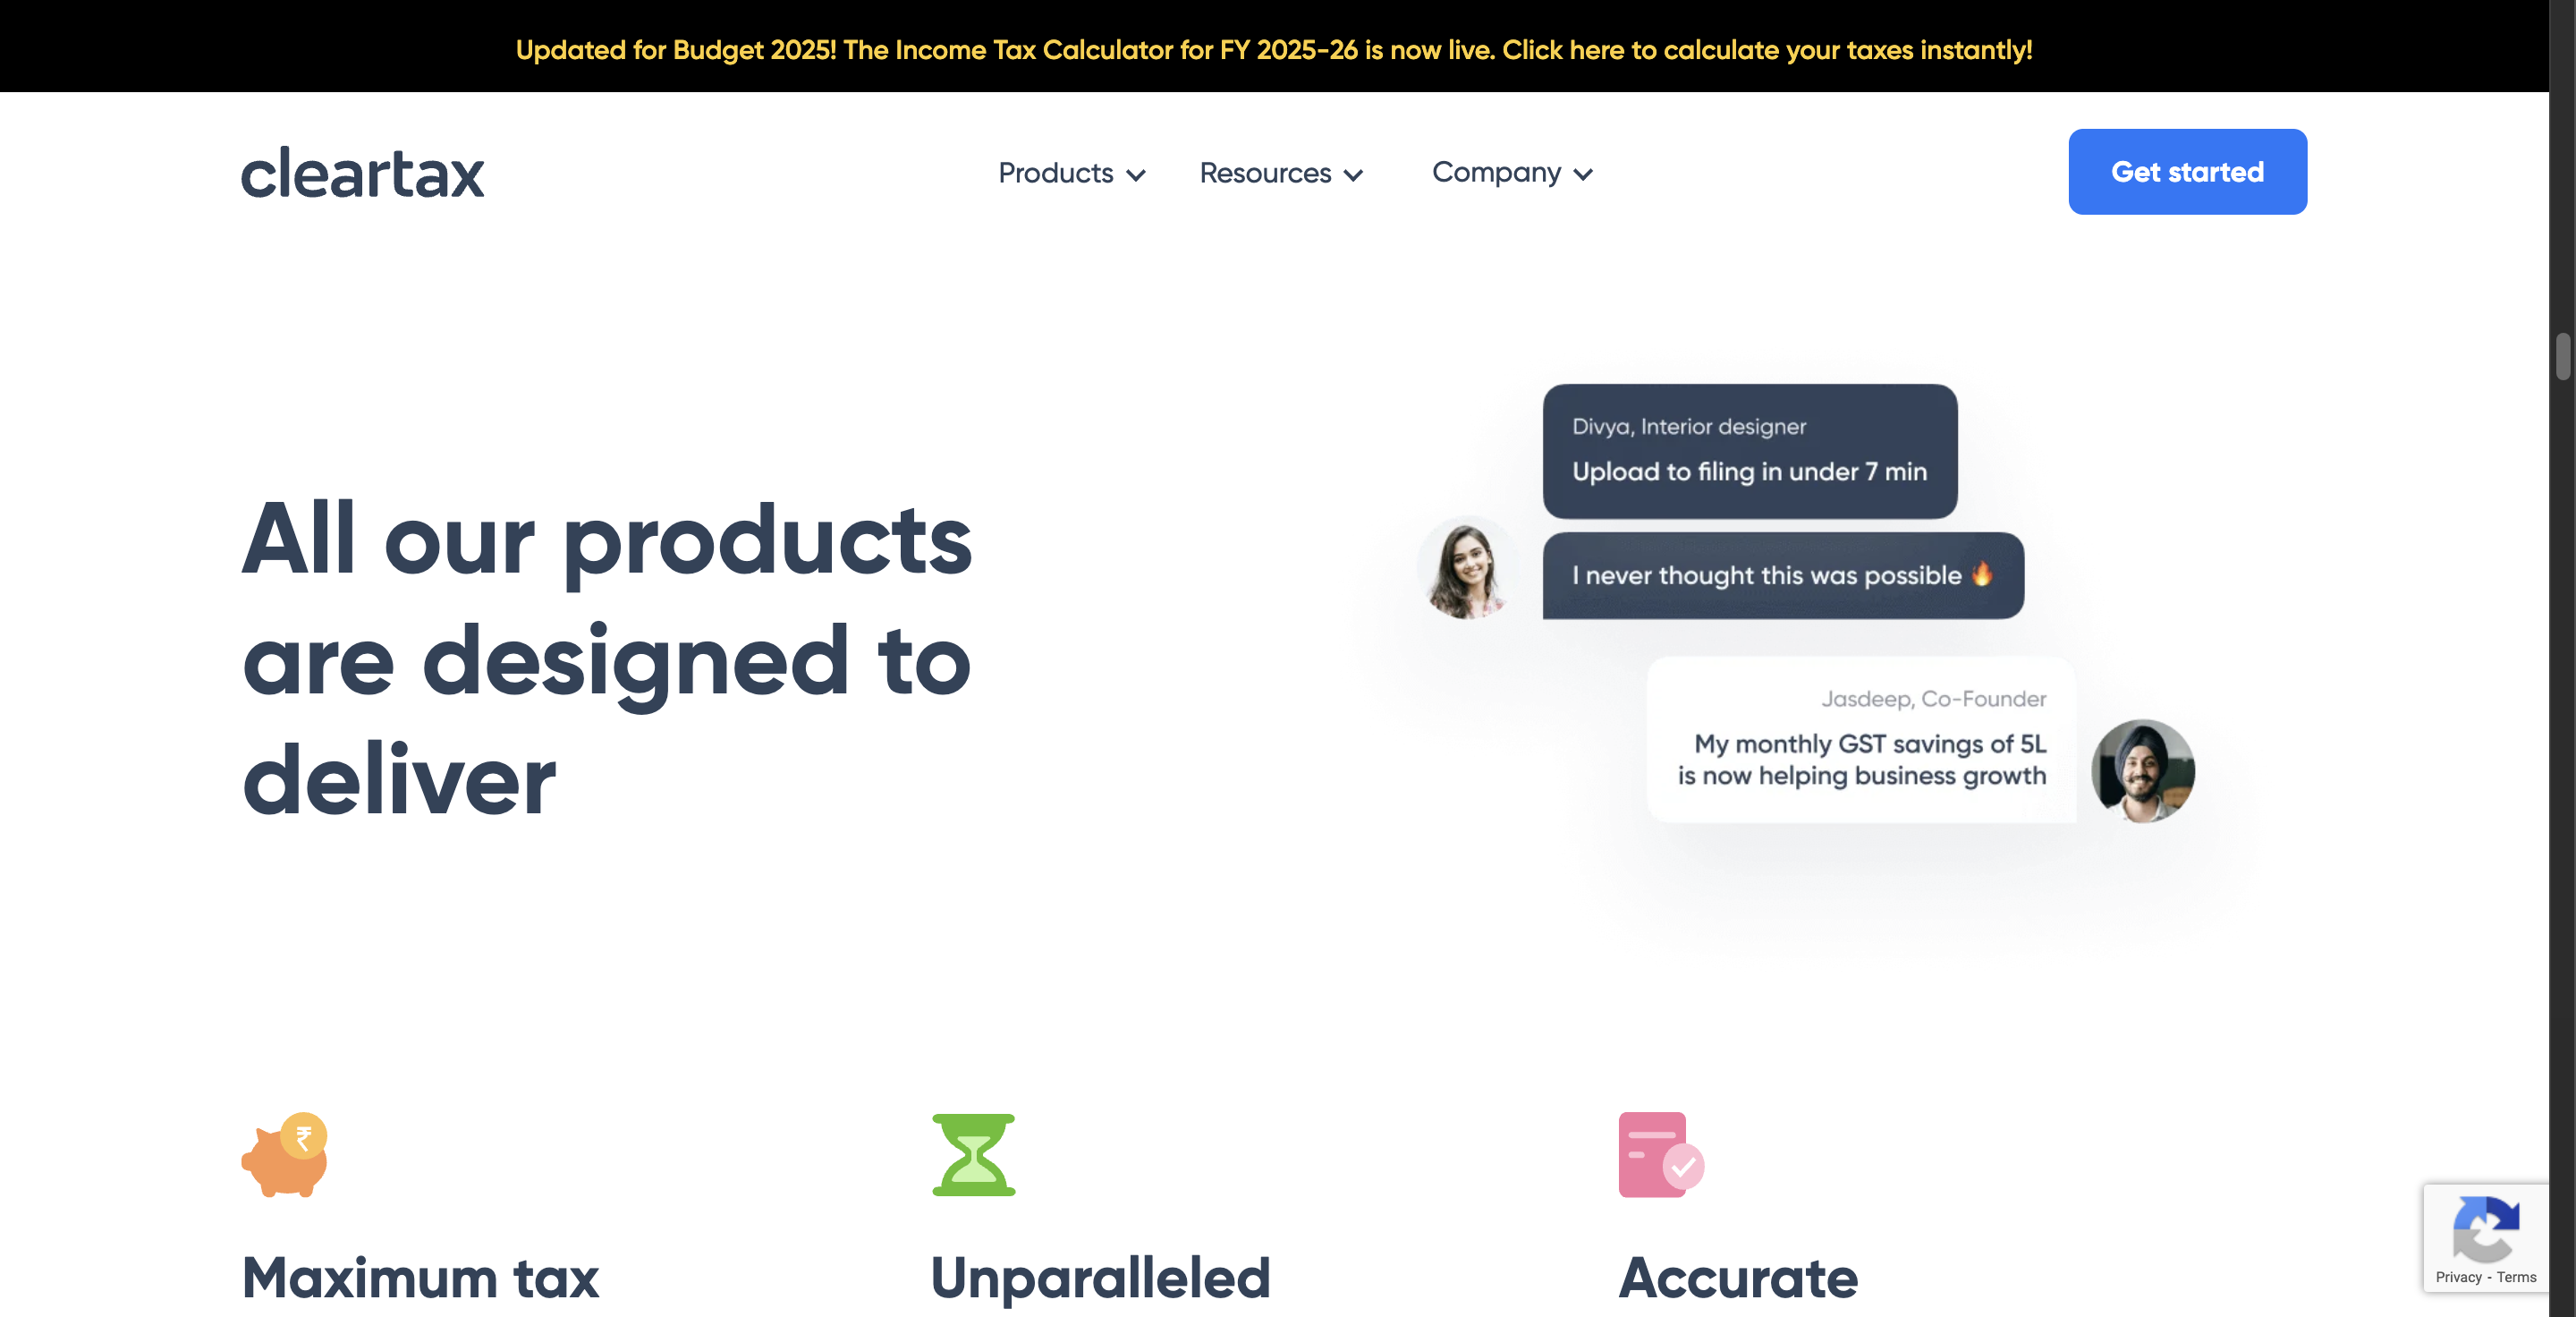 Updated for Budget 2025! The Income Tax Calculator for FY 2025-26 is now live. Click here to calculate your taxes instantly!
cleartax
Products
Resources
Company
Get started
All our products
are designed to
deliver
Divya, Interior designer
Upload to filing in under 7 min
I never thought this was possible 🔥
Jasdeep, Co-Founder
My monthly GST savings of 5L
is now helping business growth
₹
Maximum tax
Unparalleled
Accurate
Privacy - Terms